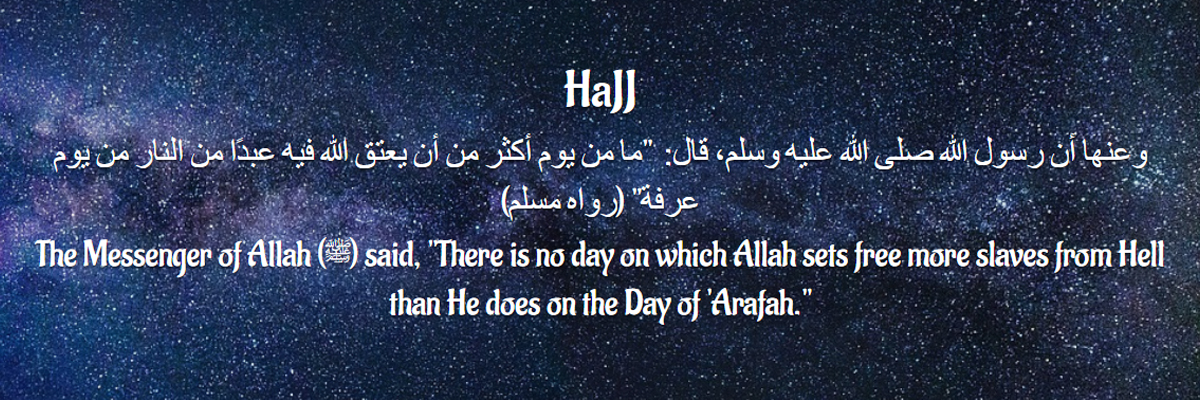 HaJJ
وعنها أن رسول الله صلى الله عليه وسلم، قال: "ما من يوم أكثر من أن يعتق الله فيه عبدًا من النار من يوم
عرفة" (رواه مسلم)
The Messenger of Allah (ﷺ) said, "There is no day on which Allah sets free more slaves from Hell
than He does on the Day of 'Arafah."